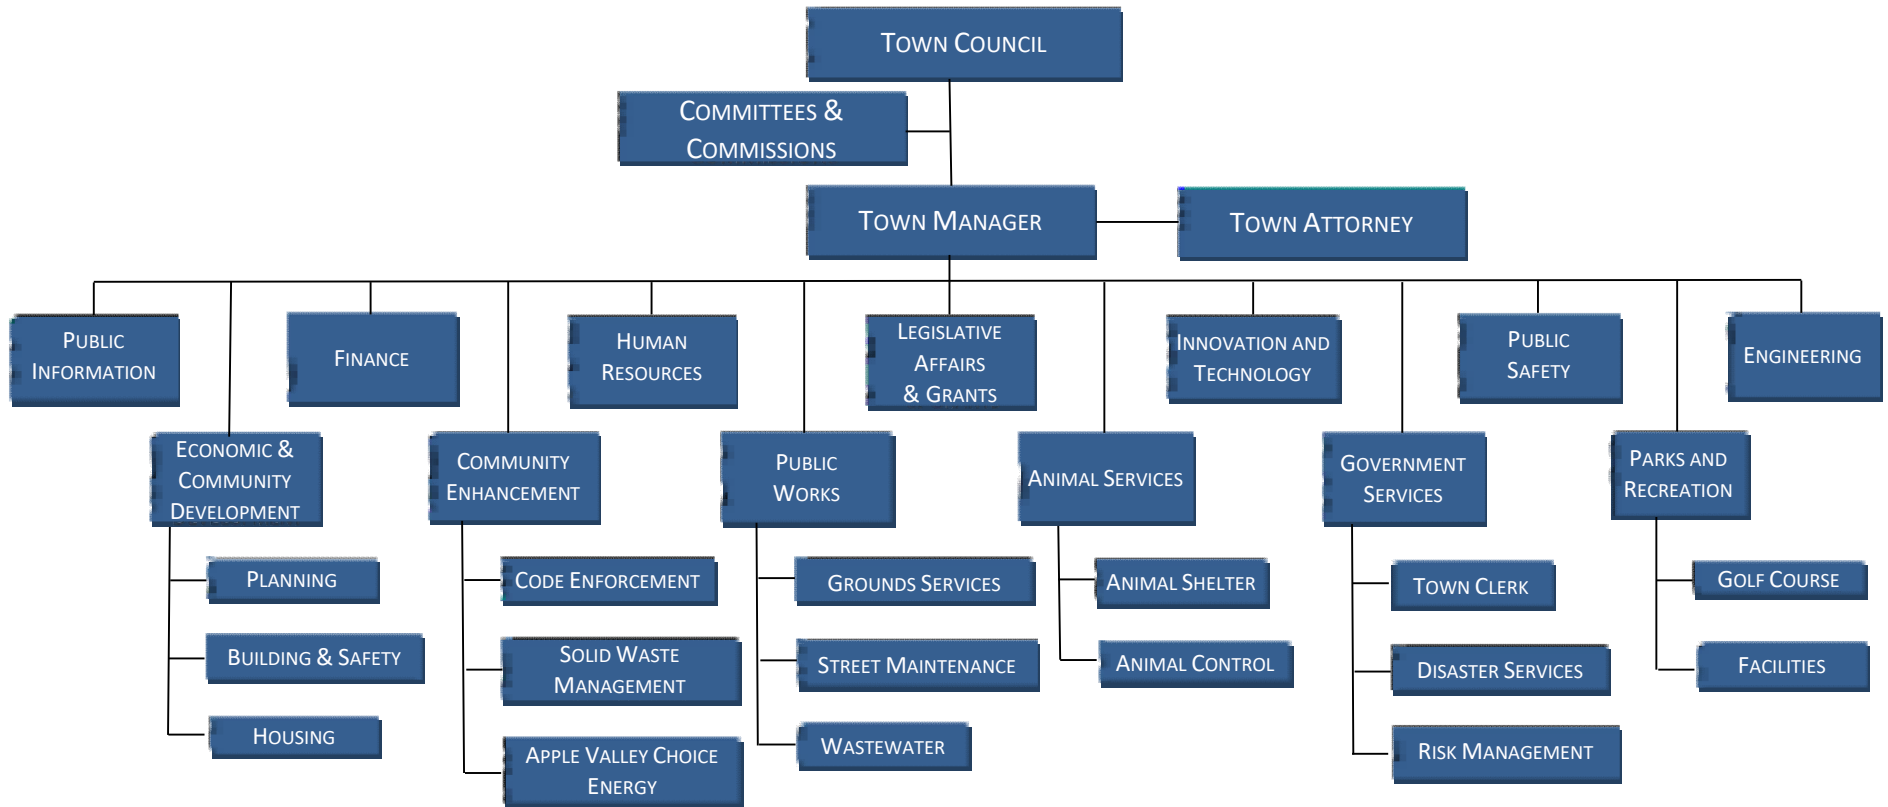 TOWN COUNCIL
COMMITTEES &
COMMISSIONS
TOWN MANAGER
TOWN ATTORNEY
PUBLIC
INFORMATION
FINANCE
HUMAN
RESOURCES
LEGISLATIVE
AFFAIRS
& GRANTS
INNOVATION AND
TECHNOLOGY
PUBLIC
SAFETY
ENGINEERING
ECONOMIC &
COMMUNITY
DEVELOPMENT
COMMUNITY
ENHANCEMENT
PUBLIC
WORKS
ANIMAL SERVICES
GOVERNMENT
SERVICES
PARKS AND
RECREATION
PLANNING
BUILDING & SAFETY
HOUSING
CODE ENFORCEMENT
SOLID WASTE
MANAGEMENT
APPLE VALLEY CHOICE
ENERGY
GROUNDS SERVICES
STREET MAINTENANCE
WASTEWATER
ANIMAL SHELTER
ANIMAL CONTROL
TOWN CLERK
DISASTER SERVICES
RISK MANAGEMENT
GOLF COURSE
FACILITIES